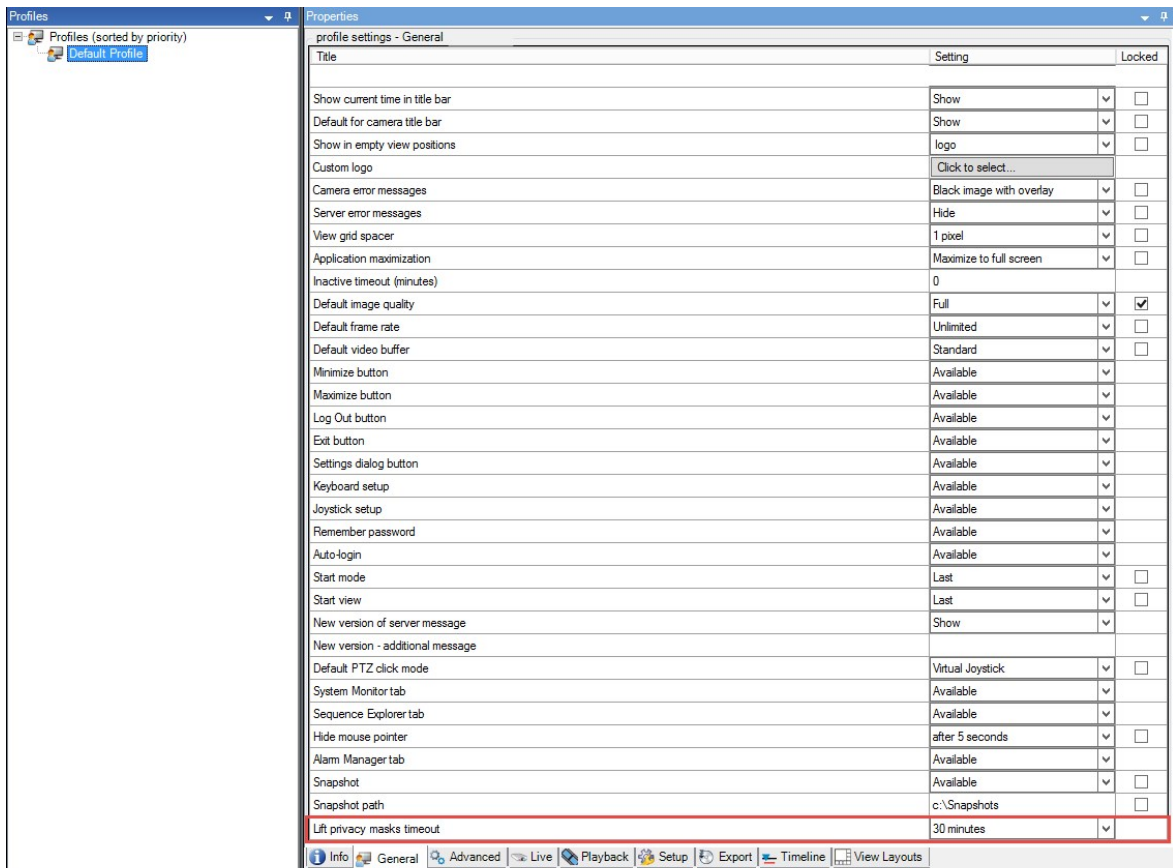 Profiles
Properties
Profiles (sorted by priority)
Default Profile
profile settings - General
Title Setting Locked
Show current time in title bar Show
Default for camera title bar Show
Show in empty view positions logo
Custom logo Click to select...
Camera error messages Black image with overlay
Server error messages Hide
View grid spacer 1 pixel
Application maximization Maximize to full screen
Inactive timeout (minutes) 0
Default image quality Full
Default frame rate Unlimited
Default video buffer Standard
Minimize button Available
Maximize button Available
Log Out button Available
Exit button Available
Settings dialog button Available
Keyboard setup Available
Joystick setup Available
Remember password Available
Auto-login Available
Start mode Last
Start view Last
New version of server message Show
New version - additional message
Default PTZ click mode Virtual Joystick
System Monitor tab Available
Sequence Explorer tab Available
Hide mouse pointer after 5 seconds
Alarm Manager tab Available
Snapshot Available
Snapshot path c:\Snapshots
Lift privacy masks timeout 30 minutes
Info General Advanced Live Playback Setup Export Timeline View Layouts